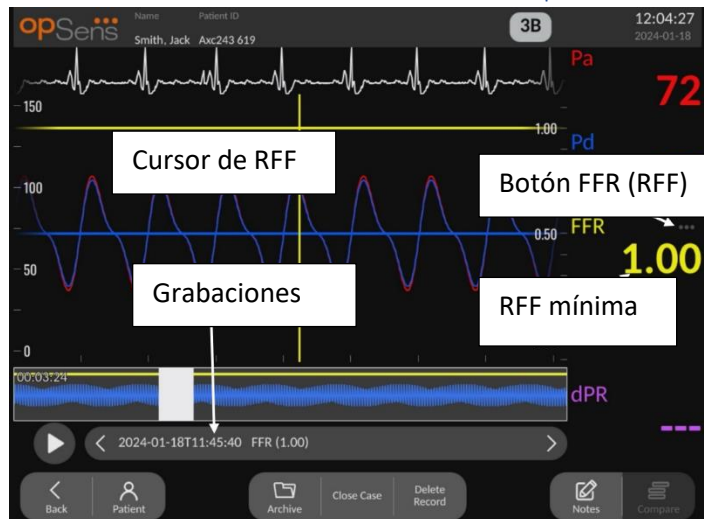 opSens
Name
Patient ID
Smith, Jack
Axc243 619
3B
12:04:27
2024-01-18
Pa
72
150
1.00
Pd
Cursor de RFF
Botón FFR (RFF)
100
FFR
0.50
1.00
50
Grabaciones
RFF mínima
0
00:03:24
dPR
---
2024-01-18T11:45:40 FFR (1.00)
Back
Patient
Archive
Close Case
Delete
Record
Notes
Compare